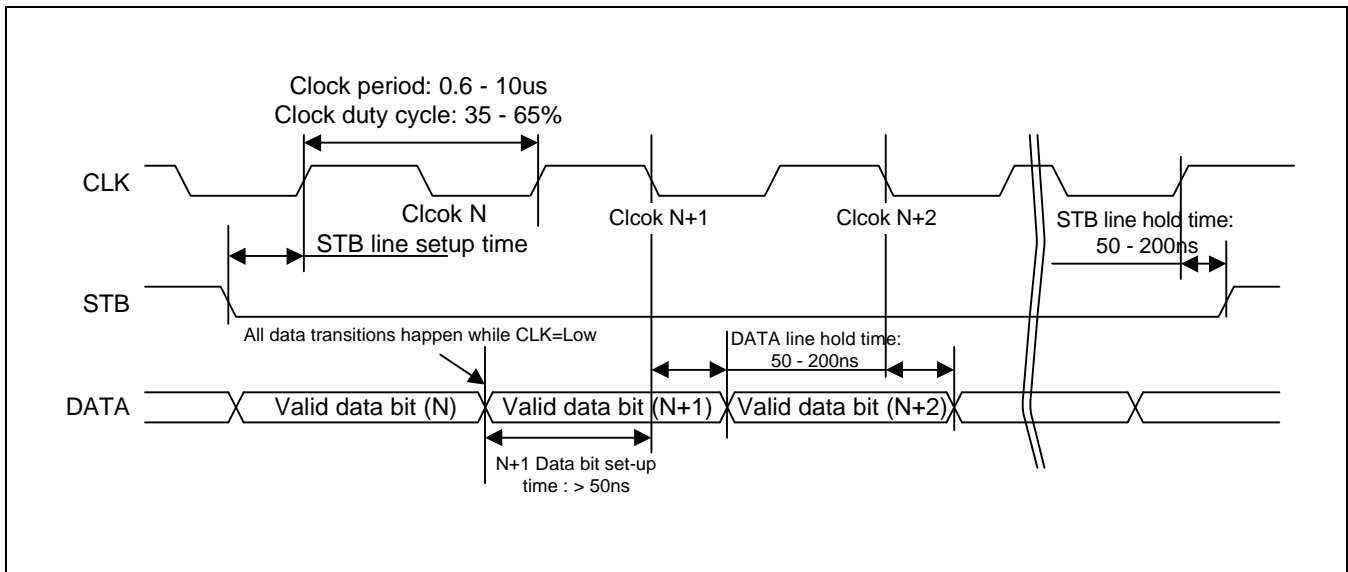 Clock period: 0.6 - 10us
Clock duty cycle: 35 - 65%
CLK
Clcok N
Clcok N+1
Clcok N+2
STB line setup time
STB line hold time:
50 - 200ns
STB
All data transitions happen while CLK=Low
DATA line hold time:
50 - 200ns
DATA
Valid data bit (N)
Valid data bit (N+1)
Valid data bit (N+2)
N+1 Data bit set-up
time : > 50ns